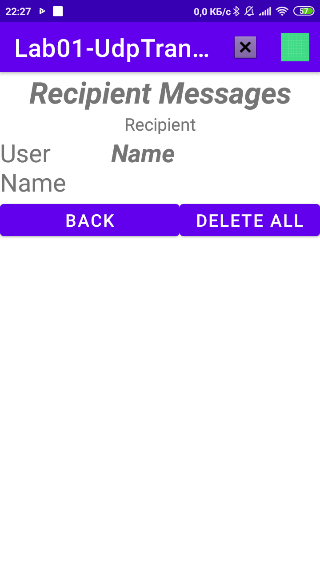 22:27 0,0 КБ/с 57
Lab01-UdpTran...
Recipient Messages
Recipient
User Name
Name
BACK DELETE ALL